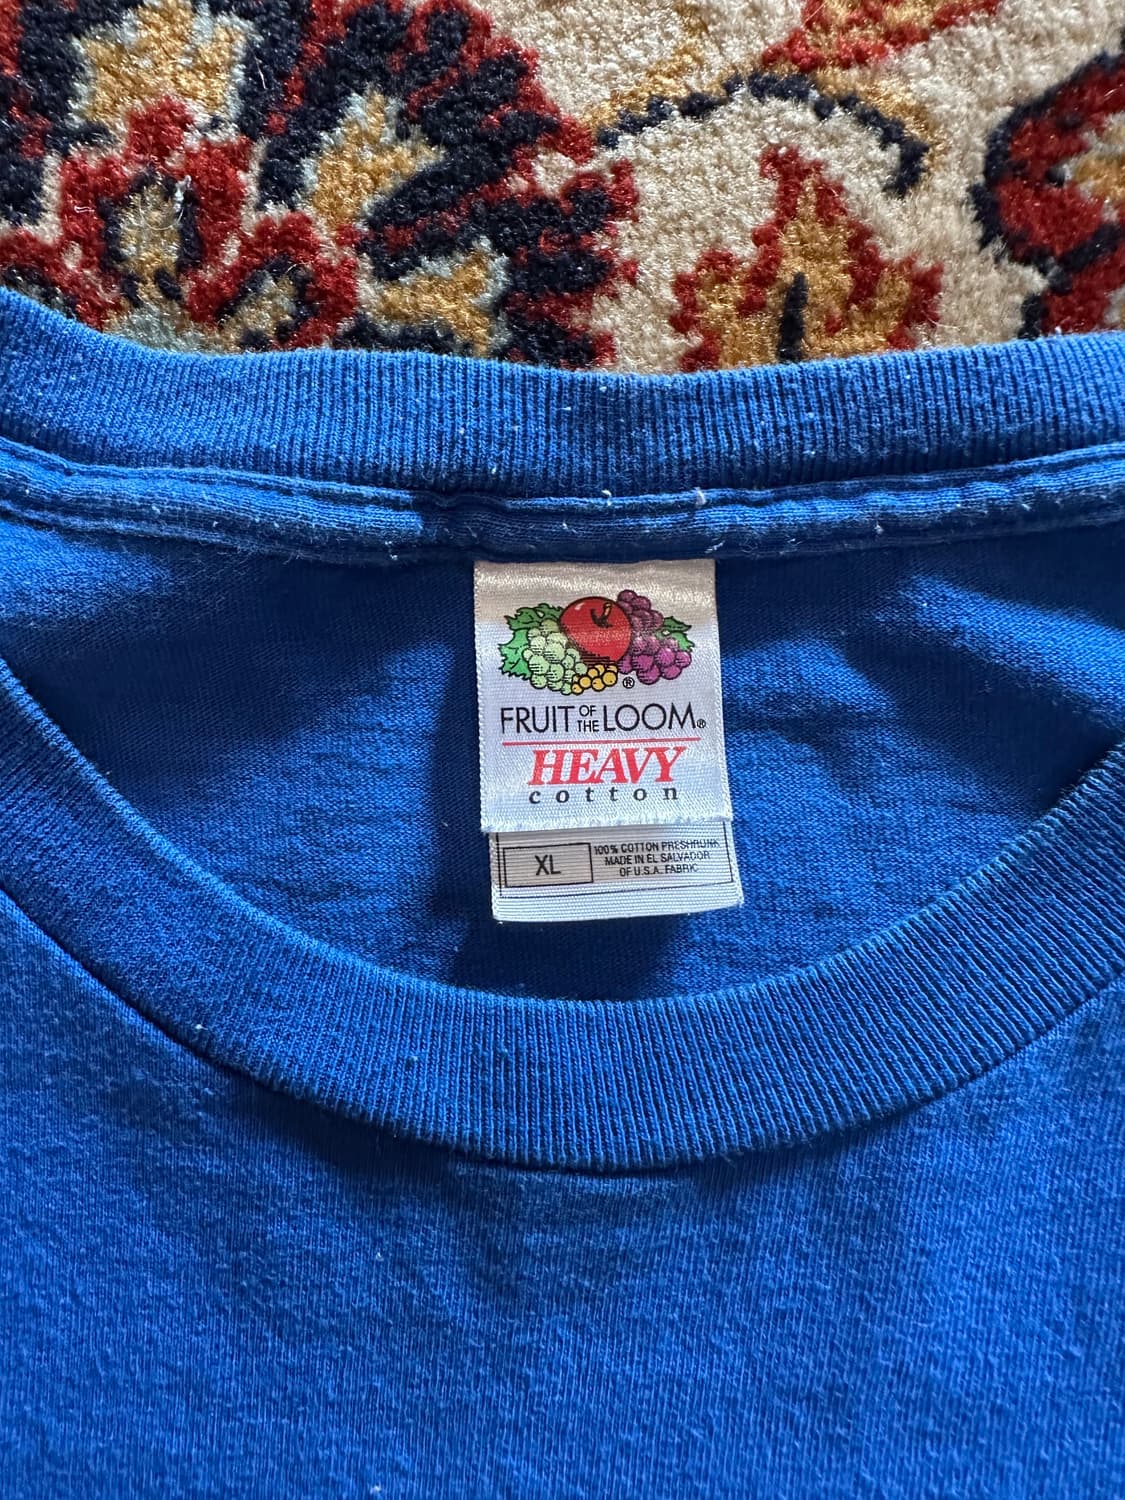 ®
FRUIT OF THE LOOM®
HEAVY
cotton
XL
100% COTTON PRESHRUNK
MADE IN EL SALVADOR
OF U.S.A. FABRIC